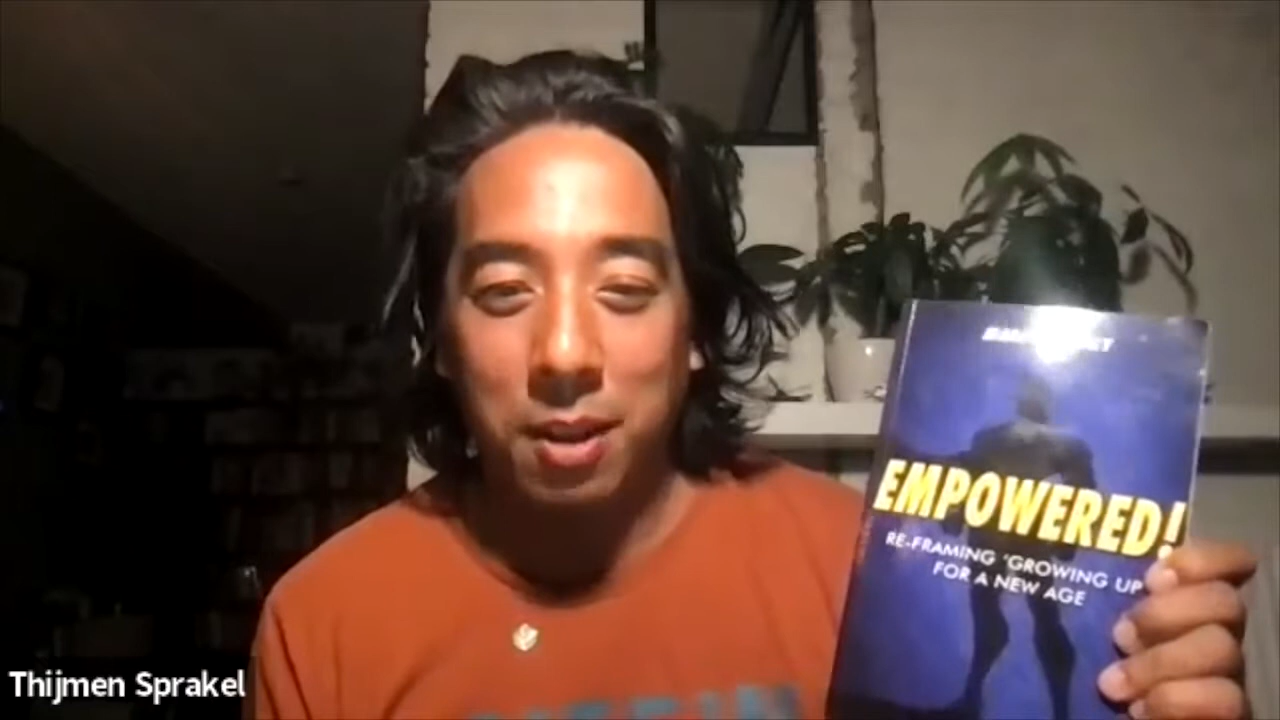 EMPOWERED!
RE-FRAMING 'GROWING UP'
FOR A NEW AGE
Thijmen Sprakel